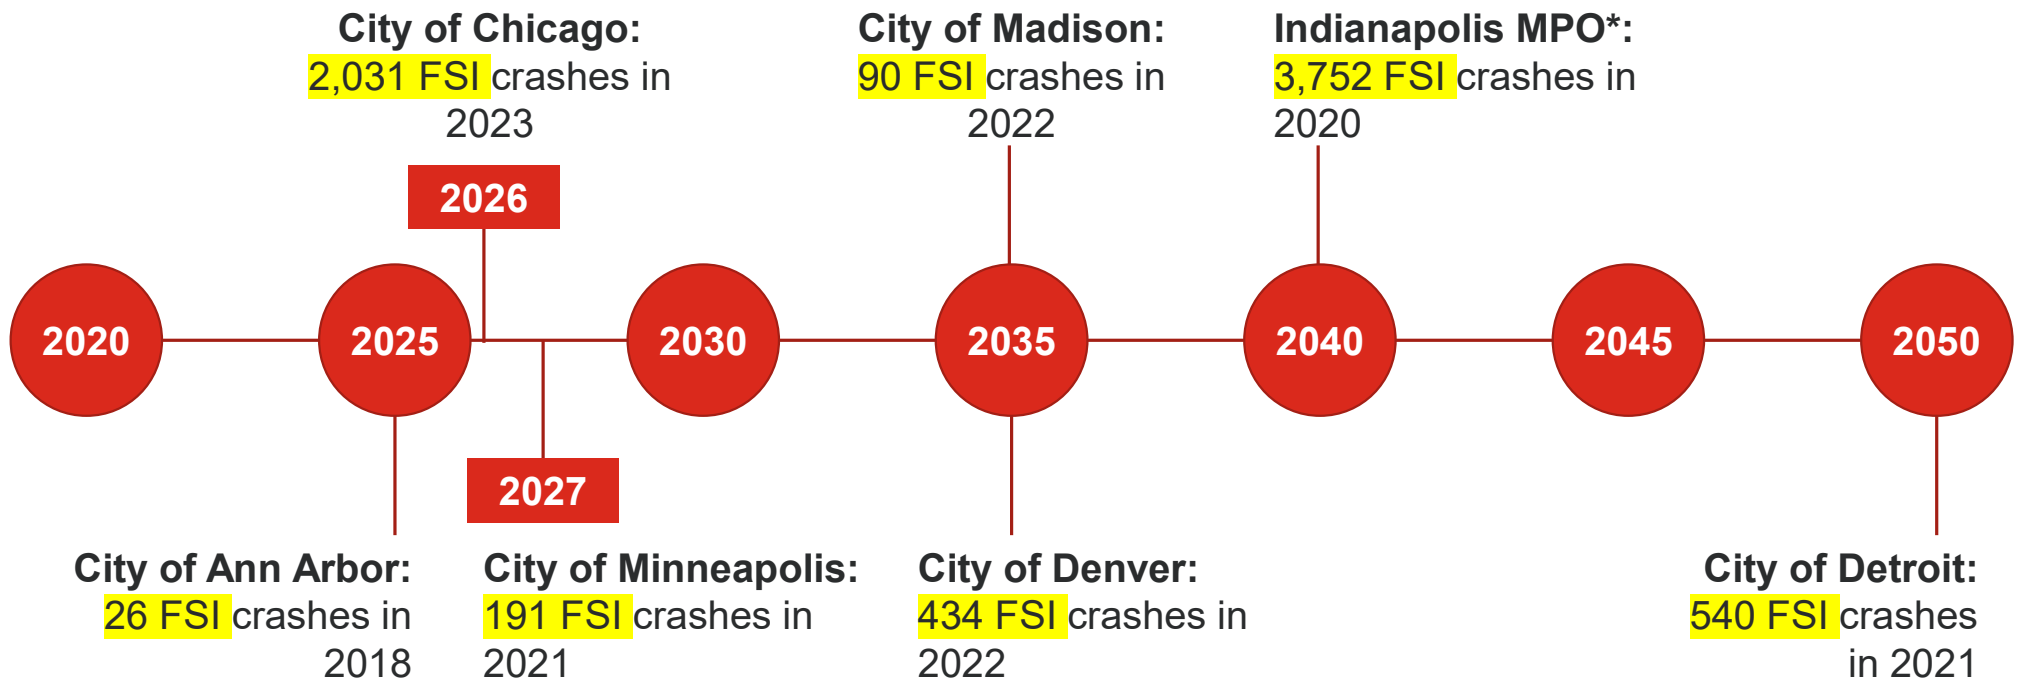 City of Chicago:
2,031 FSI crashes in
2023
City of Madison:
90 FSI crashes in
2022
Indianapolis MPO*:
3,752 FSI crashes in
2020
2026
2020
2025
2030
2035
2040
2045
2050
2027
City of Ann Arbor:
26 FSI crashes in
2018
City of Minneapolis:
191 FSI crashes in
2021
City of Denver:
434 FSI crashes in
2022
City of Detroit:
540 FSI crashes
in 2021